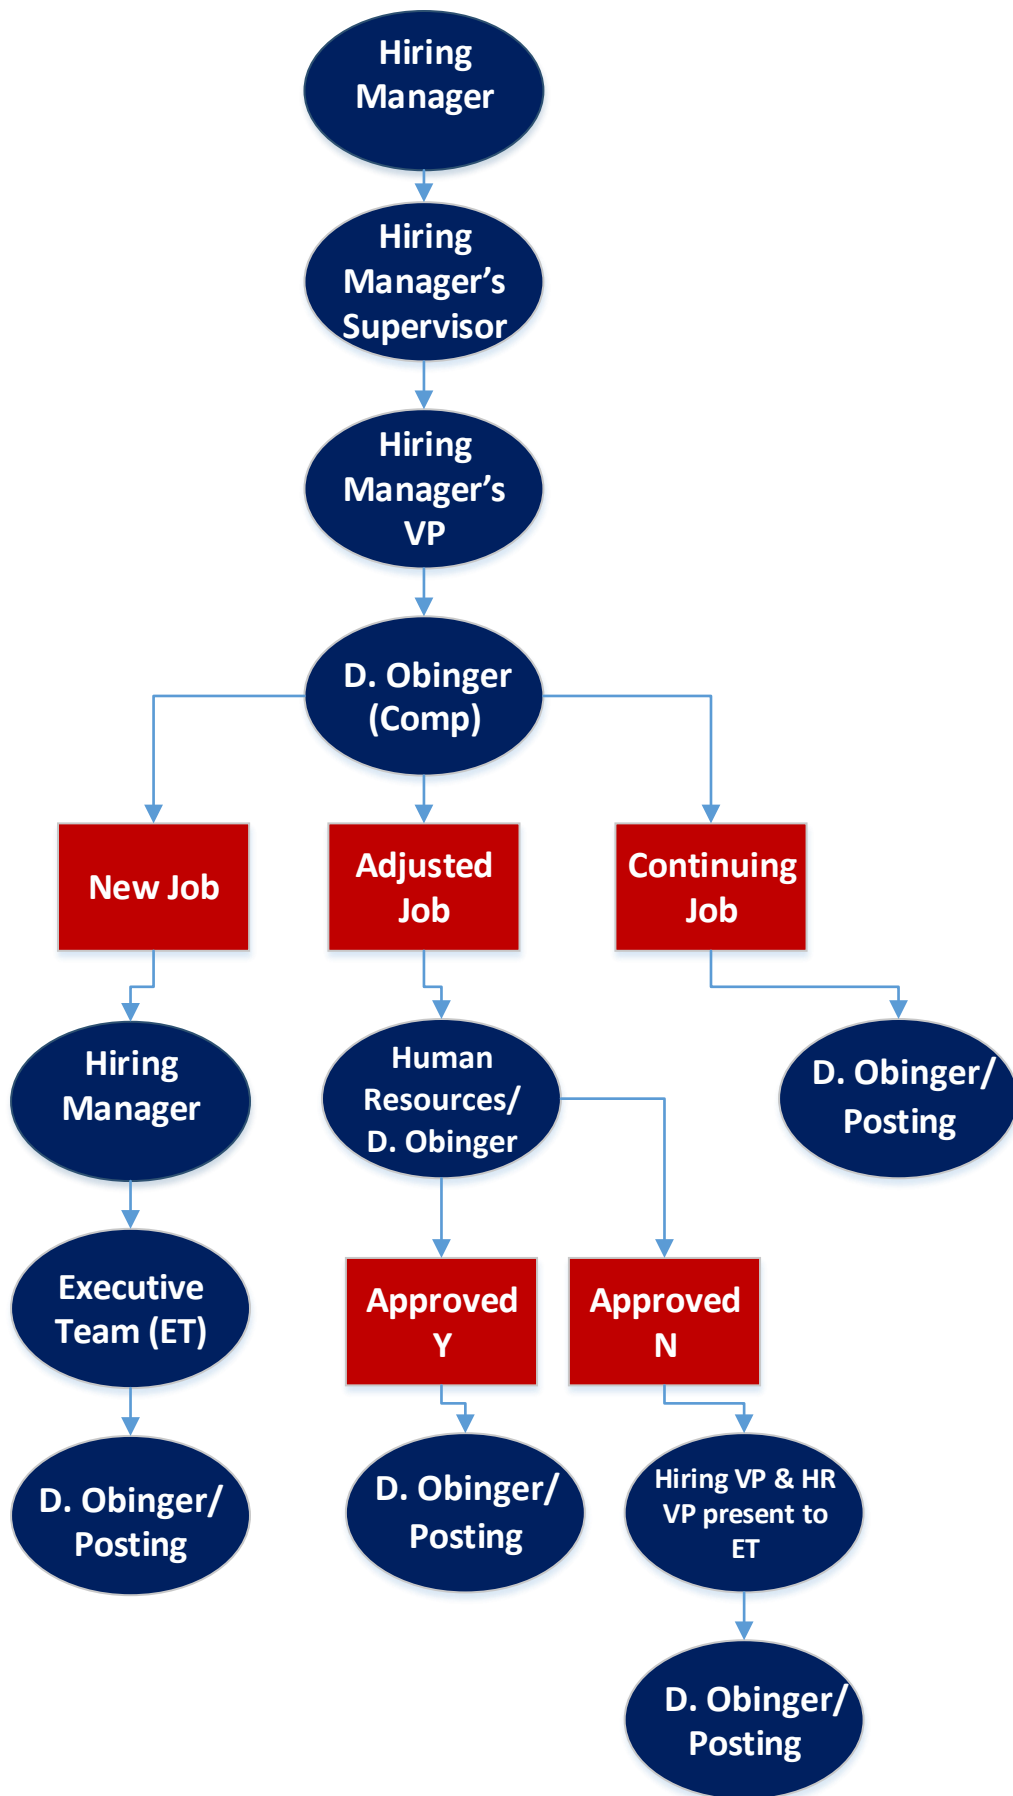 Hiring
Manager
Hiring
Manager’s
Supervisor
Hiring
Manager’s
VP
D. Obinger
(Comp)
New Job
Adjusted
Job
Continuing
Job
Hiring
Manager
Human
Resources/
D. Obinger
D. Obinger/
Posting
Executive
Team (ET)
Approved
Y
Approved
N
D. Obinger/
Posting
D. Obinger/
Posting
Hiring VP & HR
VP present to
ET
D. Obinger/
Posting